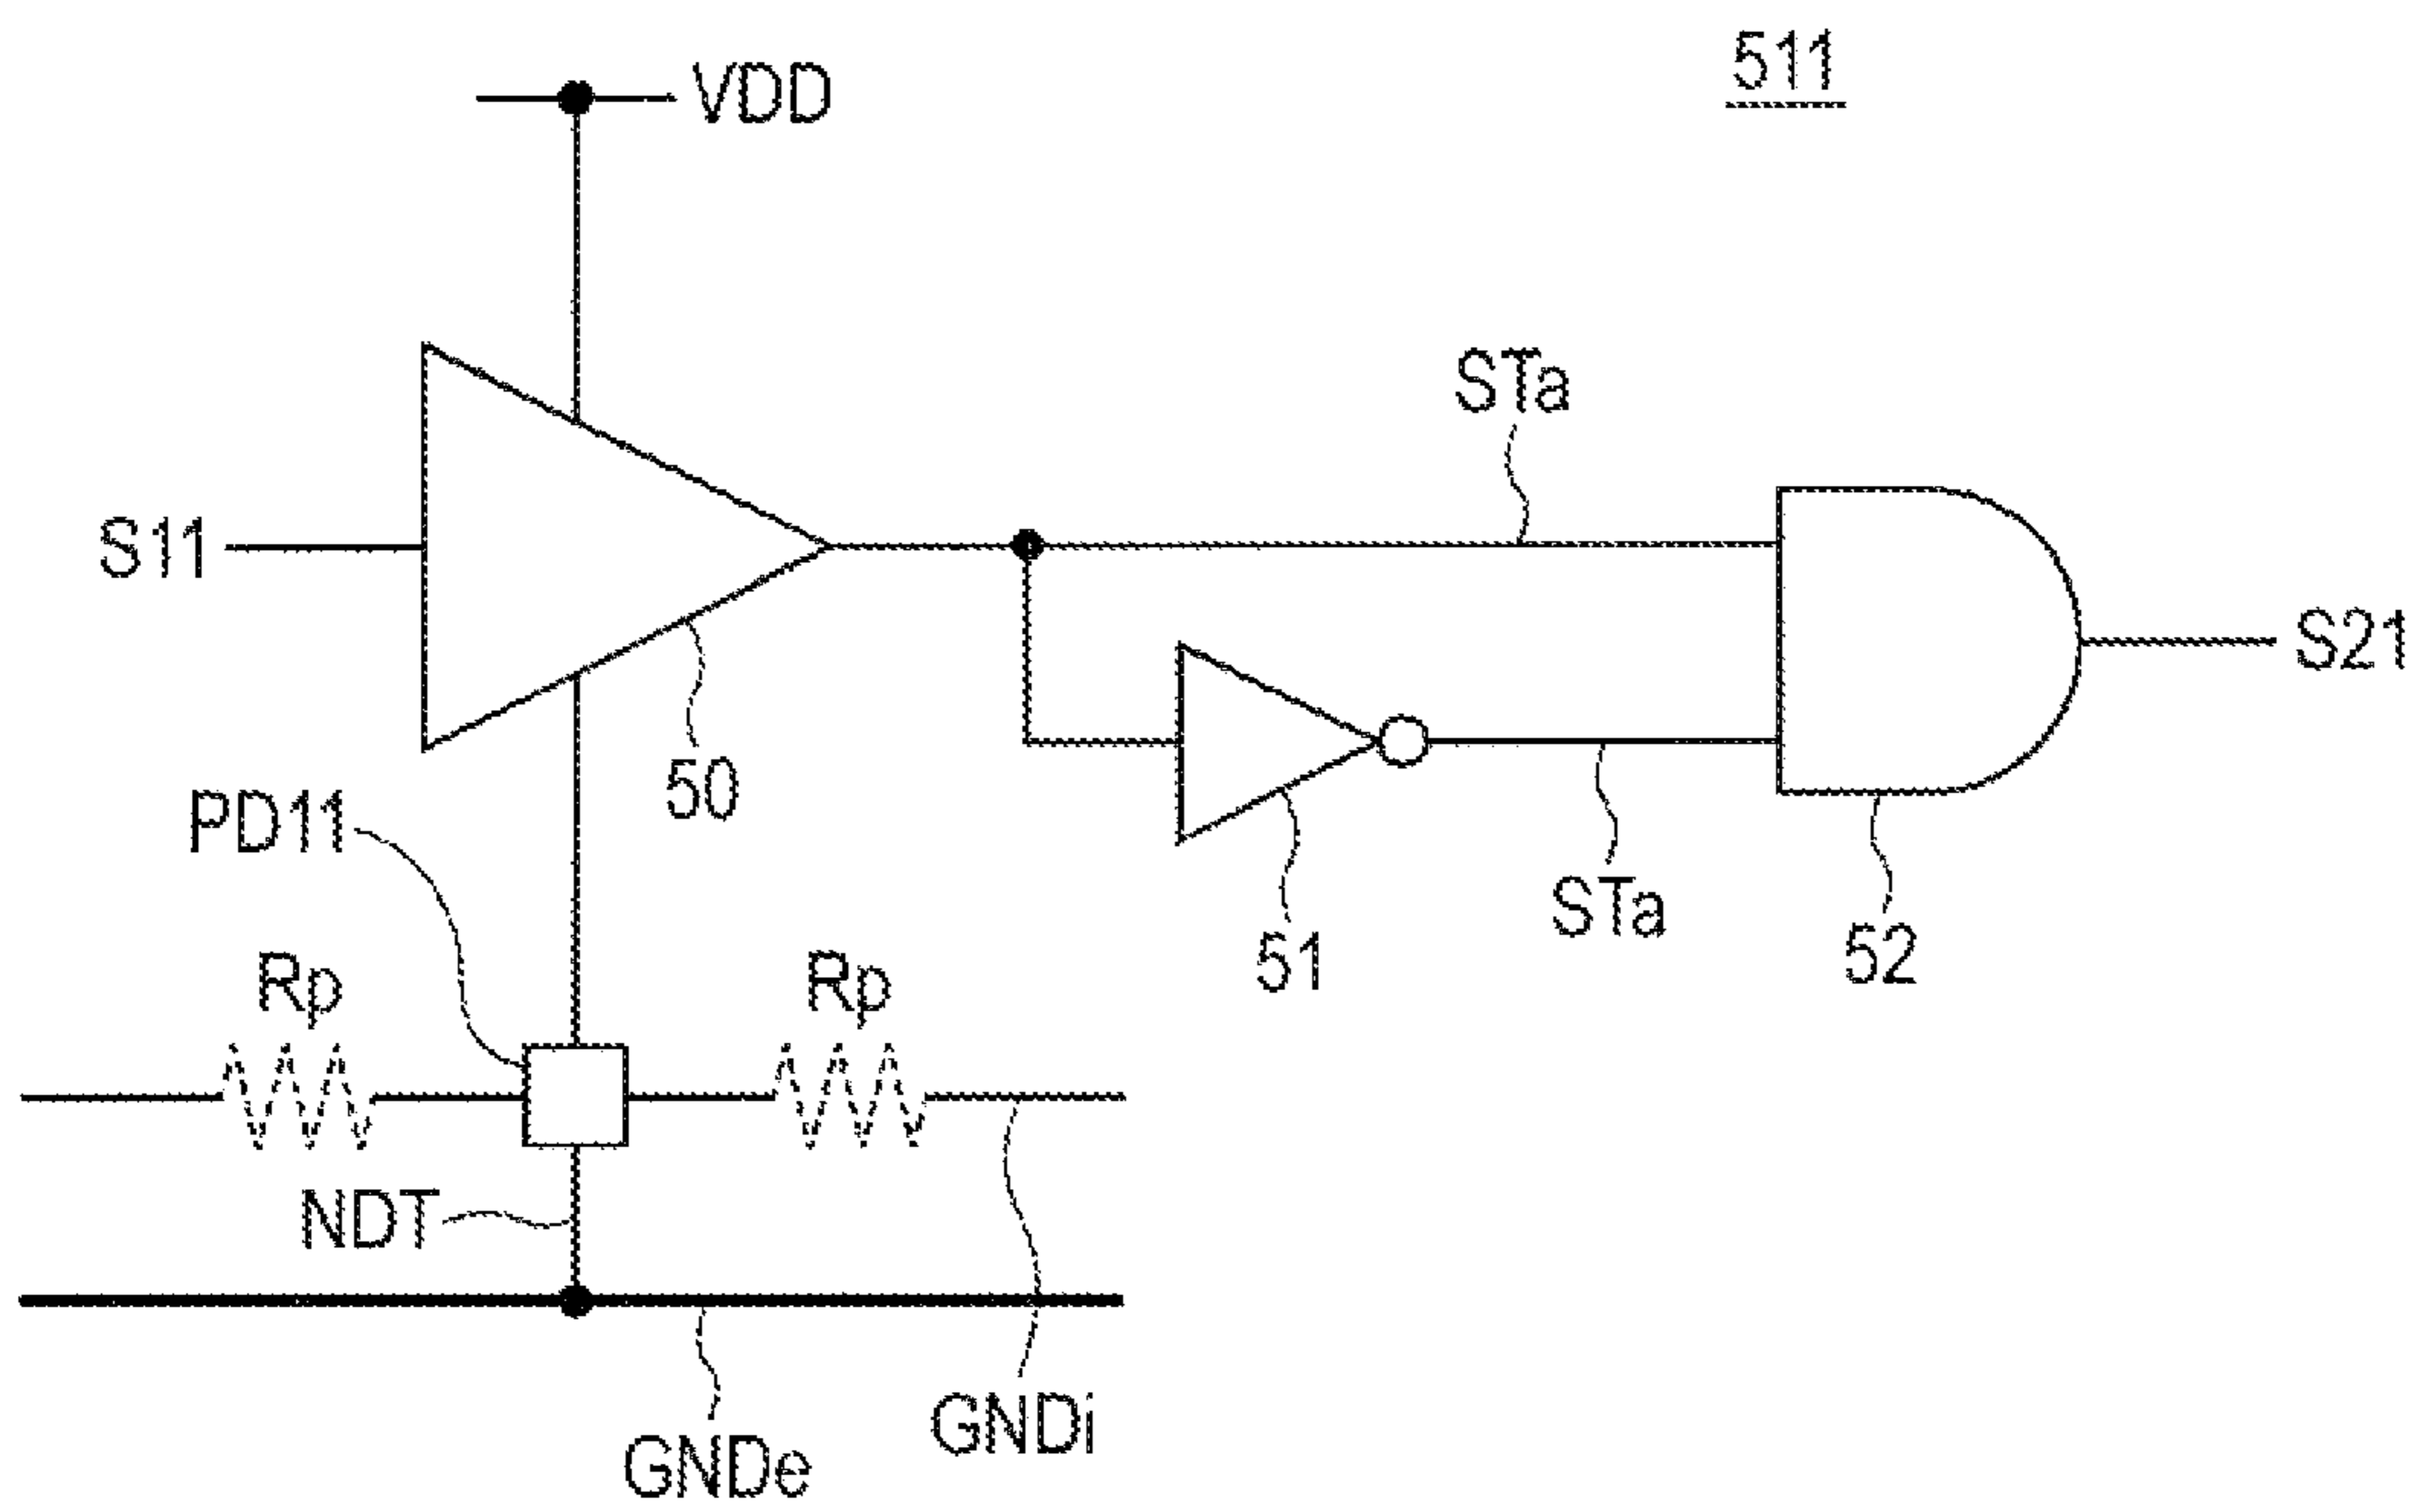 511
VDD
STa
S11
S21
50
PD11
STa
51
52
Rp
Rp
NDT
GNDi
GNDe